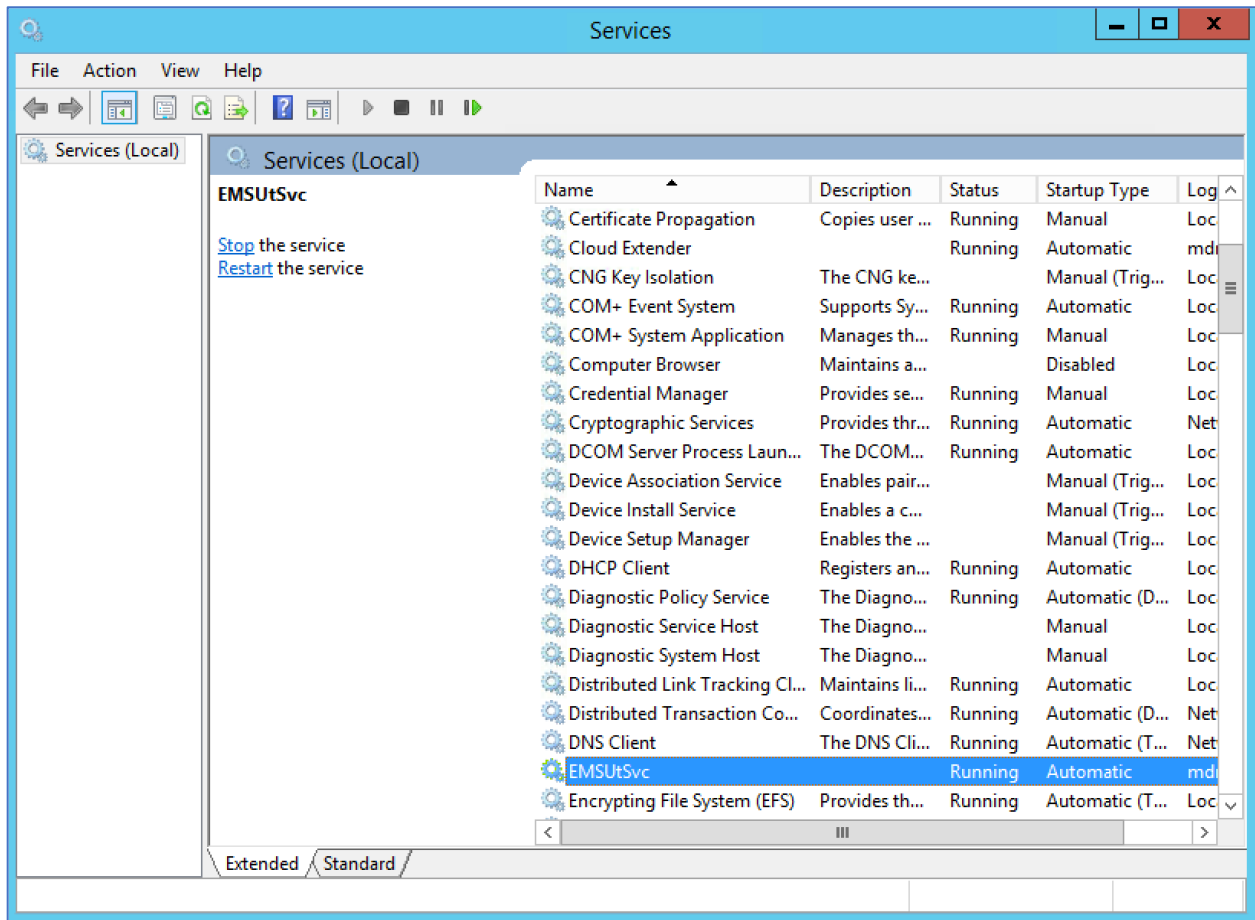 Services
File Action View Help
Services (Local)
Services (Local)
EMSUtSvc
Stop the service
Restart the service
Name Description Status Startup Type Log
Certificate Propagation Copies user ... Running Manual Loc
Cloud Extender Running Automatic mdr
CNG Key Isolation The CNG ke... Manual (Trig... Loc
COM+ Event System Supports Sy... Running Automatic Loc
COM+ System Application Manages th... Running Manual Loc
Computer Browser Maintains a... Disabled Loc
Credential Manager Provides se... Running Manual Loc
Cryptographic Services Provides thr... Running Automatic Net
DCOM Server Process Laun... The DCOM... Running Automatic Loc
Device Association Service Enables pair... Manual (Trig... Loc
Device Install Service Enables a c... Manual (Trig... Loc
Device Setup Manager Enables the ... Manual (Trig... Loc
DHCP Client Registers an... Running Automatic Loc
Diagnostic Policy Service The Diagno... Running Automatic (D... Loc
Diagnostic Service Host The Diagno... Manual Loc
Diagnostic System Host The Diagno... Manual Loc
Distributed Link Tracking Cl... Maintains li... Running Automatic Loc
Distributed Transaction Co... Coordinates... Running Automatic (D... Net
DNS Client The DNS Cli... Running Automatic (T... Net
EMSUtSvc Running Automatic mdr
Encrypting File System (EFS) Provides th... Running Automatic (T... Loc
Extended Standard